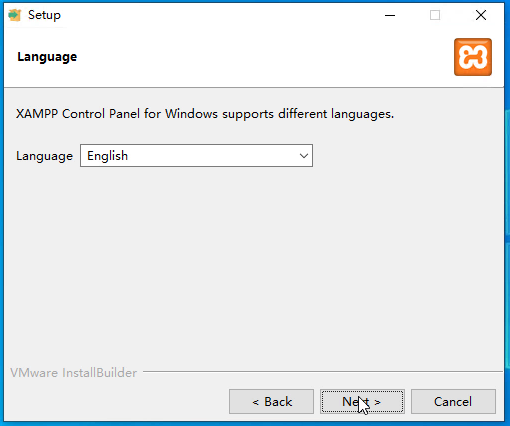 Setup
Language
XAMPP Control Panel for Windows supports different languages.
Language English
VMware InstallBuilder
< Back Next > Cancel